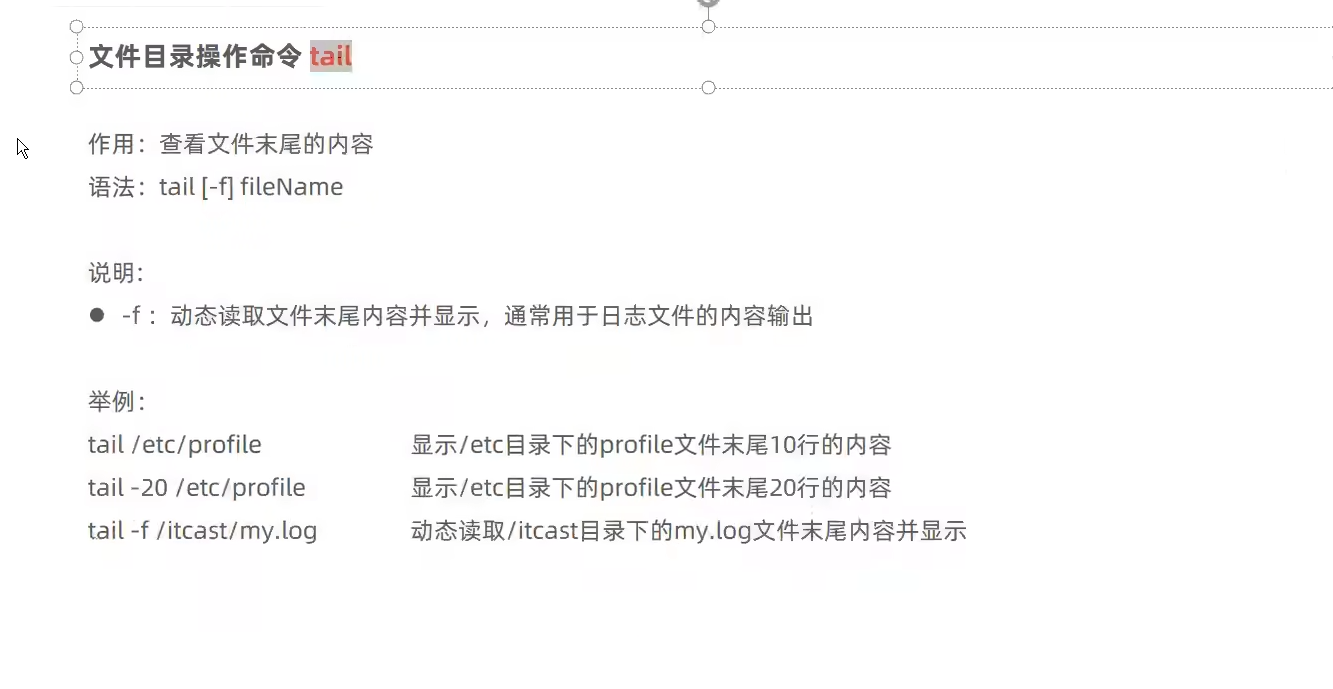 文件目录操作命令 tail
作用：查看文件末尾的内容
语法：tail [-f] fileName
说明：
● -f ：动态读取文件末尾内容并显示，通常用于日志文件的内容输出
举例：
tail /etc/profile 显示/etc目录下的profile文件末尾10行的内容
tail -20 /etc/profile 显示/etc目录下的profile文件末尾20行的内容
tail -f /itcast/my.log 动态读取/itcast目录下的my.log文件末尾内容并显示